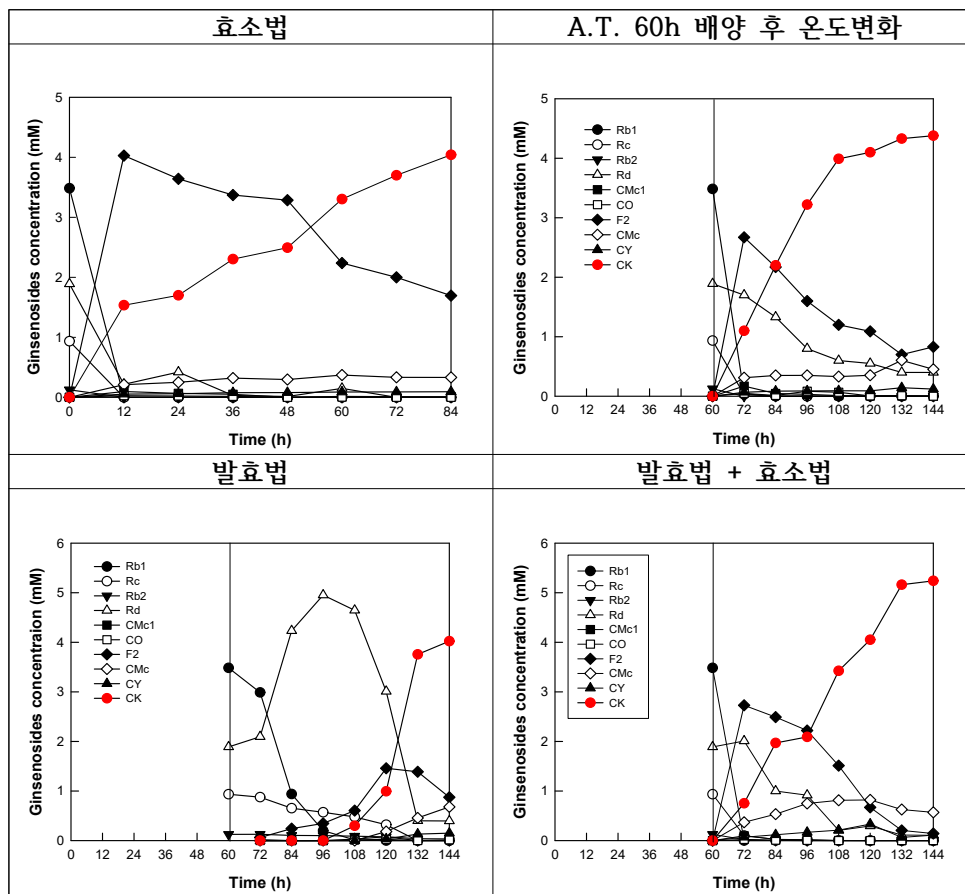 효소법
A.T. 60h 배양 후 온도변화
Ginsenosides concentration (mM)
5
4
3
2
1
0
0 12 24 36 48 60 72 84
Time (h)
Ginsenosdies concentration (mM)
5
4
3
2
1
0
Rb1
Rc
Rb2
Rd
CMc1
CO
F2
CMc
CY
CK
0 12 24 36 48 60 72 84 96 108 120 132 144
Time (h)
발효법
발효법 + 효소법
Ginsenosides concentraion (mM)
6
5
4
3
2
1
0
Rb1
Rc
Rb2
Rd
CMc1
CO
F2
CMc
CY
CK
0 12 24 36 48 60 72 84 96 108 120 132 144
Time (h)
Ginsenosides concentration (mM)
6
5
4
3
2
1
0
Rb1
Rc
Rb2
Rd
CMc1
CO
F2
CMc
CY
CK
0 12 24 36 48 60 72 84 96 108 120 132 144
Time (h)